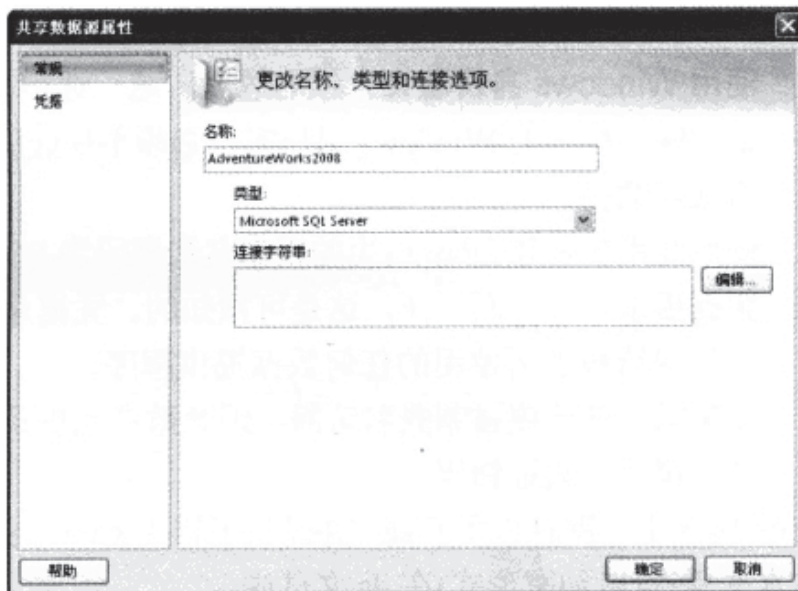 共享数据源属性
常规
凭据
更改名称、类型和连接选项。
名称:
AdventureWorks2008
类型:
Microsoft SQL Server
连接字符串:
编辑...
帮助
确定
取消